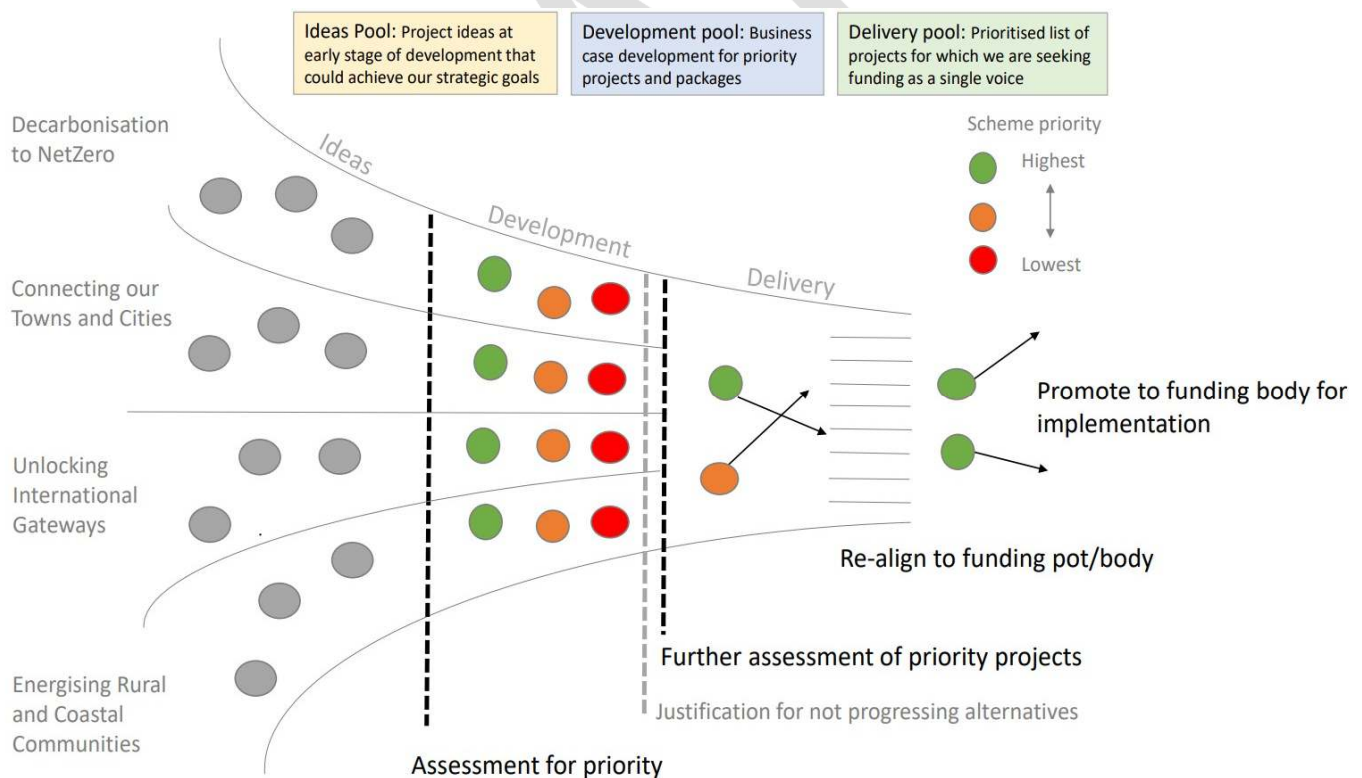 Ideas Pool: Project ideas at
early stage of development that
could achieve our strategic goals
Development pool: Business
case development for priority
projects and packages
Delivery pool: Prioritised list of
projects for which we are seeking
funding as a single voice
Decarbonisation
to NetZero
Connecting our
Towns and Cities
Unlocking
International
Gateways
Energising Rural
and Coastal
Communities
Ideas
Development
Delivery
Scheme priority
Highest
Lowest
Promote to funding body for
implementation
Re-align to funding pot/body
Further assessment of priority projects
Justification for not progressing alternatives
Assessment for priority